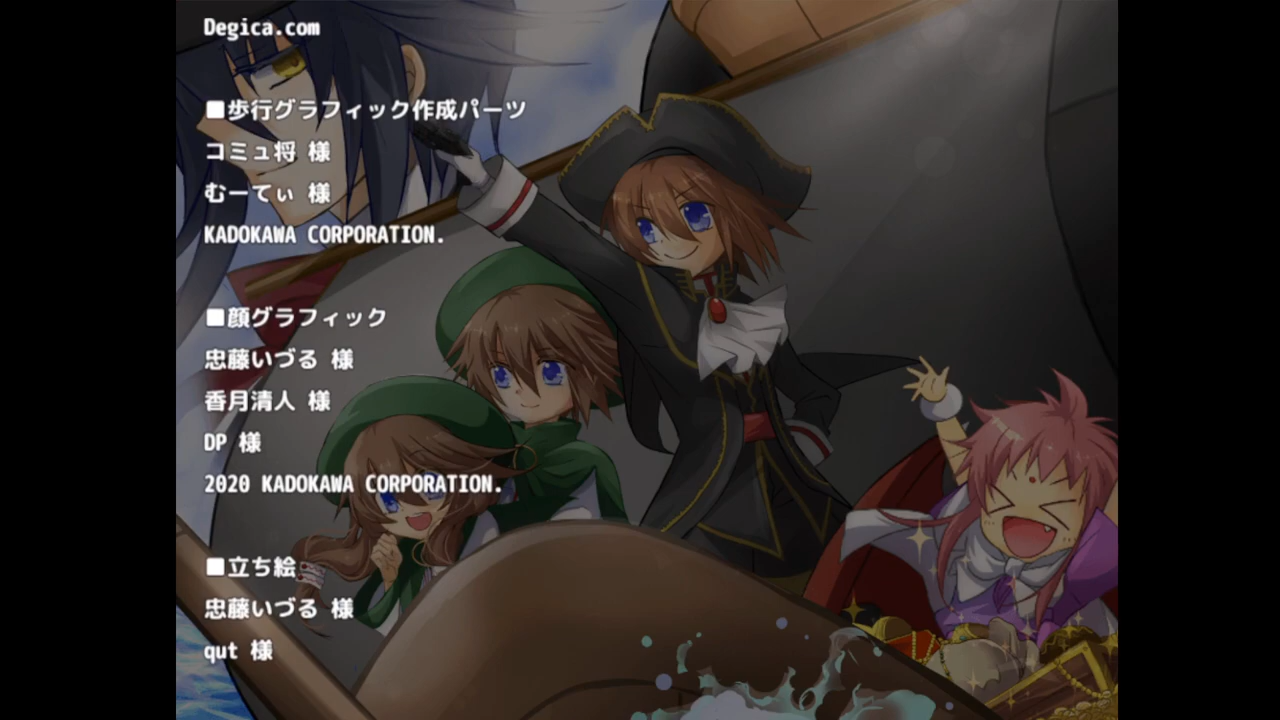 Degica.com
■歩行グラフィック作成パーツ
コミュ将 様
むーてぃ 様
KADOKAWA CORPORATION.
■顔グラフィック
忠藤いづる 様
香月清人 様
DP 様
2020 KADOKAWA CORPORATION.
■立ち絵
忠藤いづる 様
qut 様